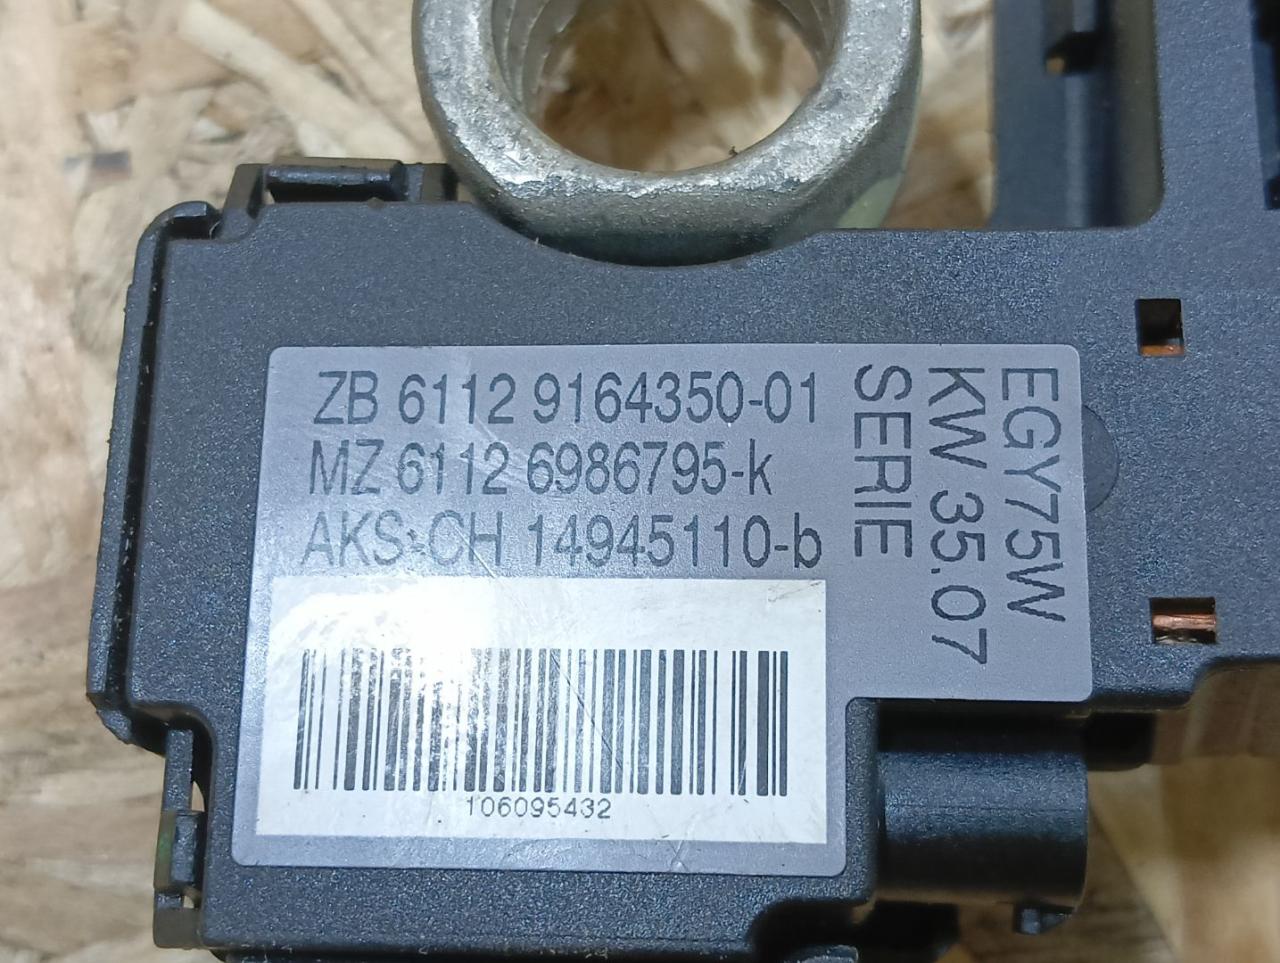 ZB 6112 9164350-01
MZ 6112 6986795-k
AKS-CH 14945110-b
EGY75W
KW 35.07
SERIE
106095432